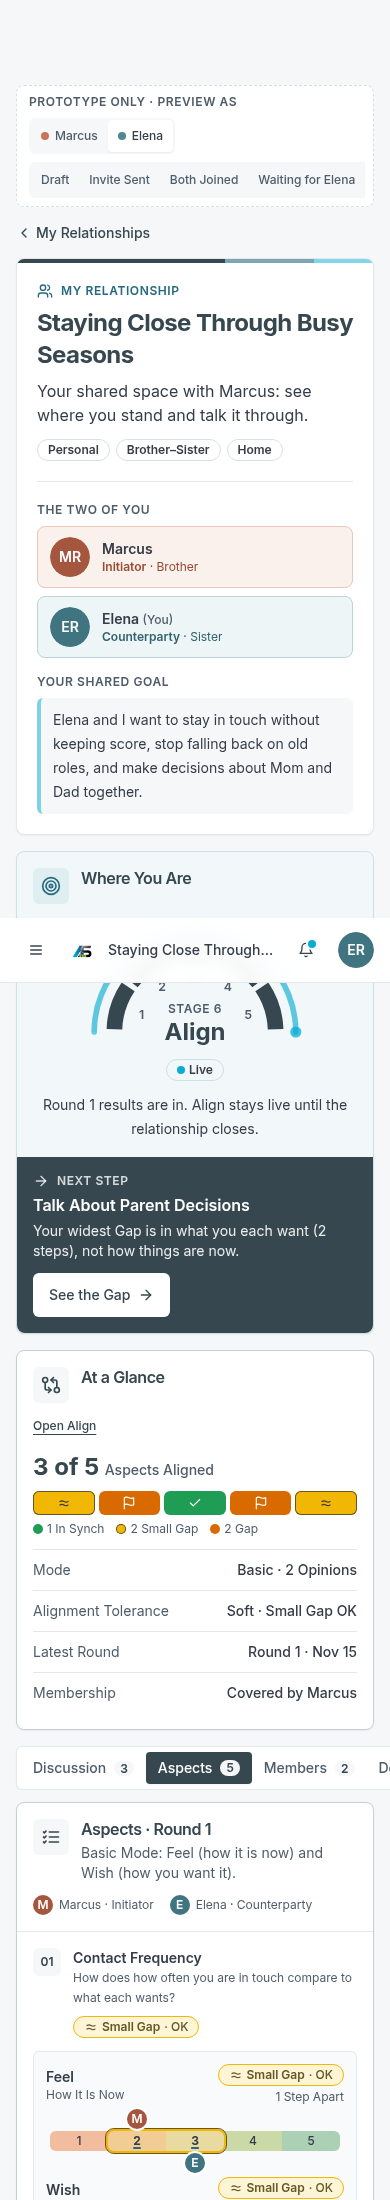 PROTOTYPE ONLY · PREVIEW AS
Marcus
Elena
Draft
Invite Sent
Both Joined
Waiting for Elena
My Relationships
MY RELATIONSHIP
Staying Close Through Busy
Seasons
Your shared space with Marcus: see
where you stand and talk it through.
Personal
Brother–Sister
Home
THE TWO OF YOU
MR
Marcus
Initiator · Brother
ER
Elena (You)
Counterparty · Sister
YOUR SHARED GOAL
Elena and I want to stay in touch without
keeping score, stop falling back on old
roles, and make decisions about Mom and
Dad together.
Where You Are
Staying Close Through...
ER
2
4
1
5
STAGE 6
Align
Live
Round 1 results are in. Align stays live until the
relationship closes.
NEXT STEP
Talk About Parent Decisions
Your widest Gap is in what you each want (2
steps), not how things are now.
See the Gap
At a Glance
Open Align
3 of 5 Aspects Aligned
1 In Synch
2 Small Gap
2 Gap
Mode
Basic · 2 Opinions
Alignment Tolerance
Soft · Small Gap OK
Latest Round
Round 1 · Nov 15
Membership
Covered by Marcus
Discussion 3
Aspects 5
Members 2
Aspects · Round 1
Basic Mode: Feel (how it is now) and
Wish (how you want it).
M Marcus · Initiator
E Elena · Counterparty
01
Contact Frequency
How does how often you are in touch compare to
what each wants?
Small Gap · OK
Feel
Small Gap · OK
How It Is Now
1 Step Apart
M
1 2 3 4 5
E
Wish
Small Gap · OK